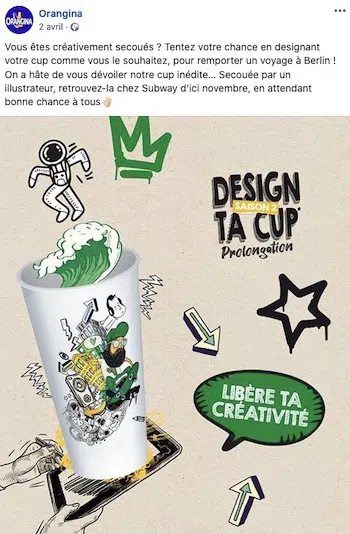 Orangina
2 avril ·
Vous êtes créativement secoués ? Tentez votre chance en designant
votre cup comme vous le souhaitez, pour remporter un voyage à Berlin !
On a hâte de vous dévoiler notre cup inédite... Secouée par un
illustrateur, retrouvez-la chez Subway d'ici novembre, en attendant
bonne chance à tous👌🏻
ORANGINA
DESIGN
SAISON 2
TA CUP
Prolongation
LIBÈRE TA
CRÉATIVITÉ